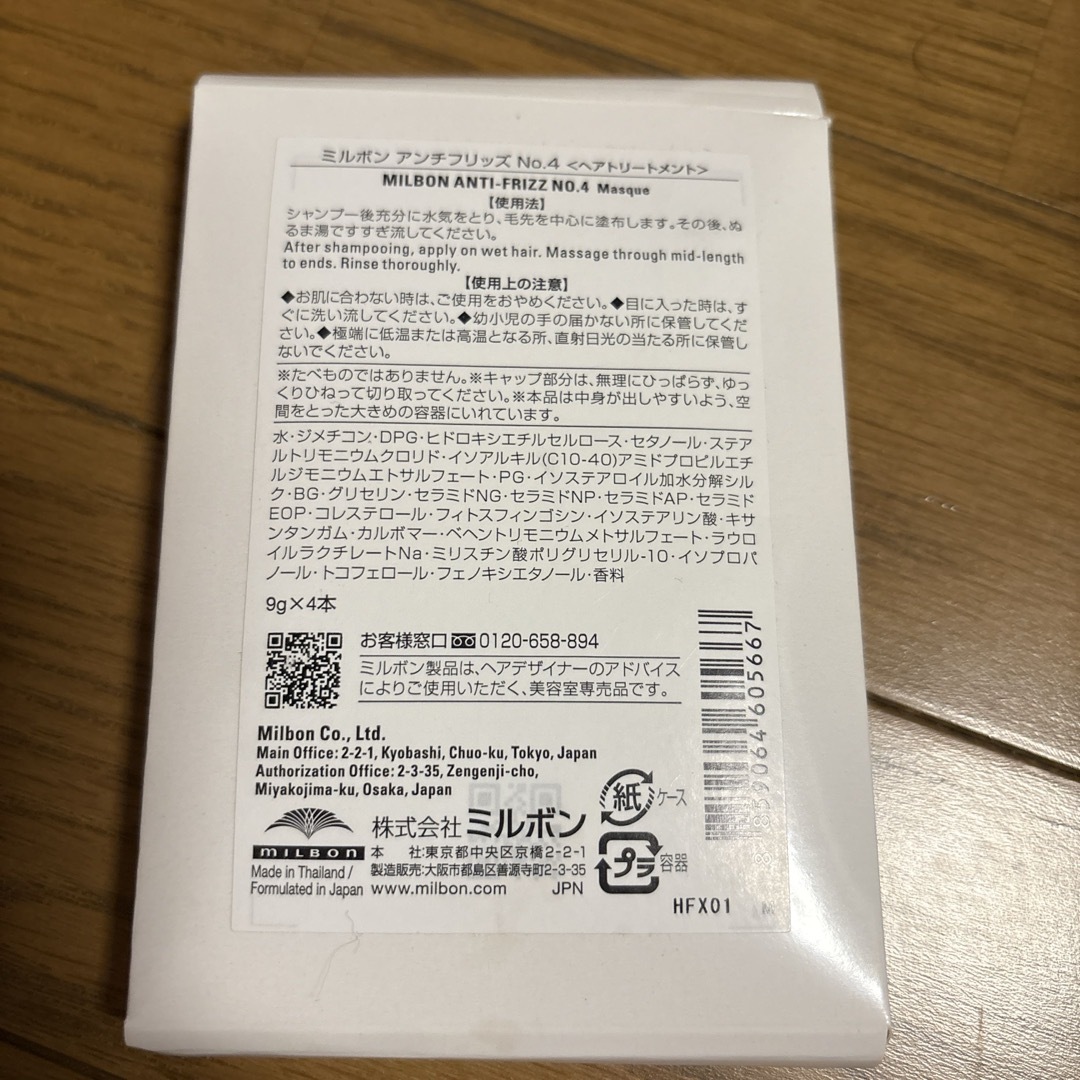 ミルボン アンチフリッズ No.4 <ヘアトリートメント>
MILBON ANTI-FRIZZ NO.4 Masque
【使用法】
シャンプー後充分に水気をとり、毛先を中心に塗布します。その後、ぬ
るま湯ですすぎ流してください。
After shampooing, apply on wet hair. Massage through mid-length
to ends. Rinse thoroughly.
【使用上の注意】
◆お肌に合わない時は、ご使用をおやめください。◆目に入った時は、す
ぐに洗い流してください。◆幼小児の手の届かない所に保管してくだ
さい。◆極端に低温または高温となる所、直射日光の当たる所に保管し
ないでください。
※たべものではありません。※キャップ部分は、無理にひっぱらず、ゆっ
くりひねって切り取ってください。※本品は中身が出しやすいよう、空
間をとった大きめの容器にいれています。
水・ジメチコン・DPG・ヒドロキシエチルセルロース・セタノール・ステア
ルトリモニウムクロリド・イソアルキル(C10-40)アミドプロピルエチ
ルジモニウムエトサルフェート・PG・イソステアロイル加水分解シル
ク・BG・グリセリン・セラミドNG・セラミドNP・セラミドAP・セラミド
EOP・コレステロール・フィトスフィンゴシン・イソステアリン酸・キサ
ンタンガム・カルボマー・ベヘントリモニウムメトサルフェート・ラウロ
イルラクチレートNa・ミリスチン酸ポリグリセリル-10・イソプロパ
ノール・トコフェロール・フェノキシエタノール・香料
9g×4本
お客様窓口 0120-658-894
ミルボン製品は、ヘアデザイナーのアドバイス
によりご使用いただく、美容室専売品です。
Milbon Co., Ltd.
Main Office: 2-2-1, Kyobashi, Chuo-ku, Tokyo, Japan
Authorization Office: 2-3-35, Zengenji-cho,
Miyakojima-ku, Osaka, Japan
MILBON
Made in Thailand /
Formulated in Japan
株式会社 ミルボン
本 社:東京都中央区京橋2-2-1
製造販売:大阪市都島区善源寺町2-3-35
www.milbon.com JPN
紙 ケース
プラ 容器
HFX01 M
8 859064 605667